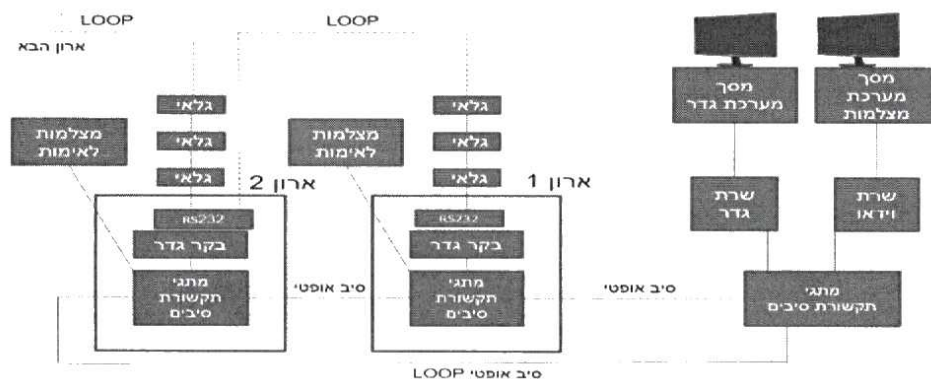 LOOP
LOOP
ארון הבא
מסך
מערכת גדר
מסך
מערכת
מצלמות
גלאי
גלאי
גלאי
גלאי
גלאי
גלאי
מצלמות
לאימות
מצלמות
לאימות
ארון 2
ארון 1
שרת
גדר
שרת
וידאו
RS232
RS232
בקר גדר
בקר גדר
מתגי
תקשורת
סיבים
סיב אופטי
מתגי
תקשורת
סיבים
סיב אופטי
מתגי
תקשורת סיבים
סיב אופטי LOOP